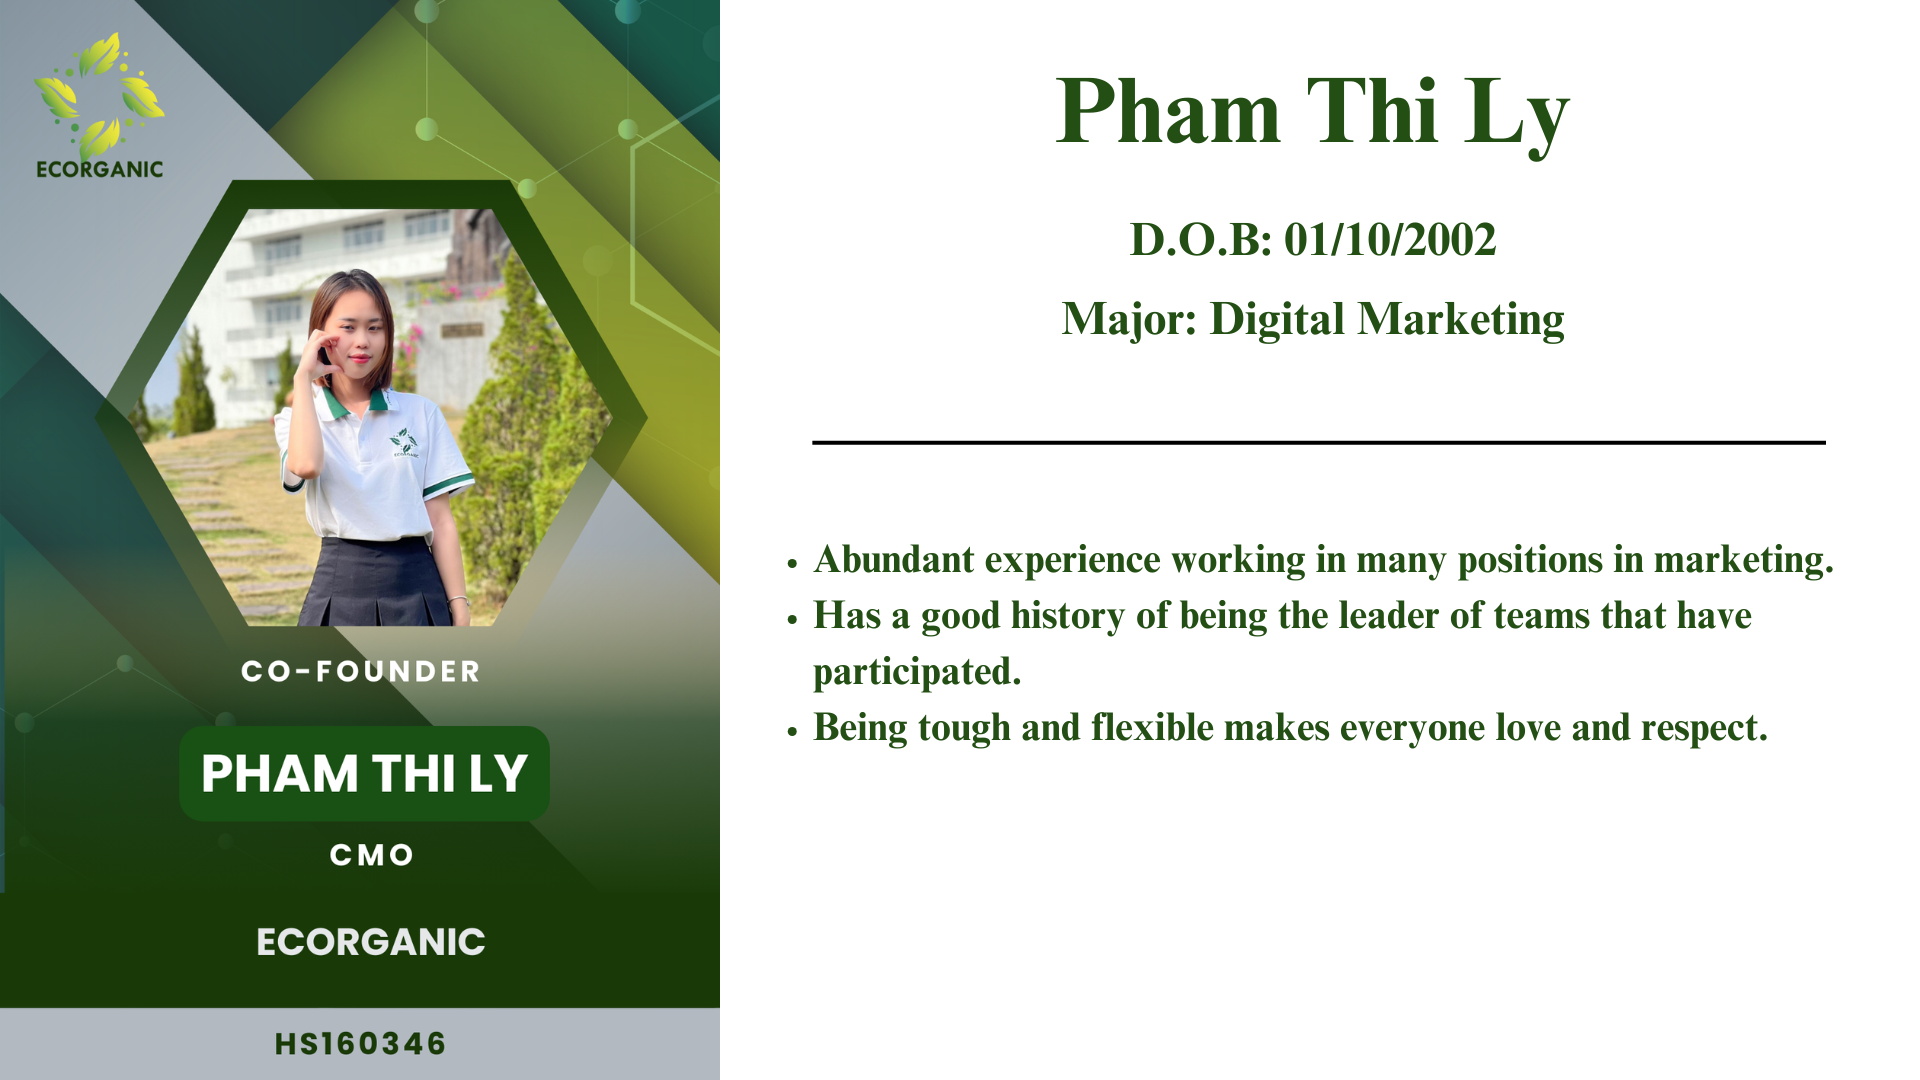 ECORGANIC
CO-FOUNDER
PHAM THI LY
CMO
ECORGANIC
HS160346
Pham Thi Ly
D.O.B: 01/10/2002
Major: Digital Marketing
• Abundant experience working in many positions in marketing.
• Has a good history of being the leader of teams that have
participated.
• Being tough and flexible makes everyone love and respect.